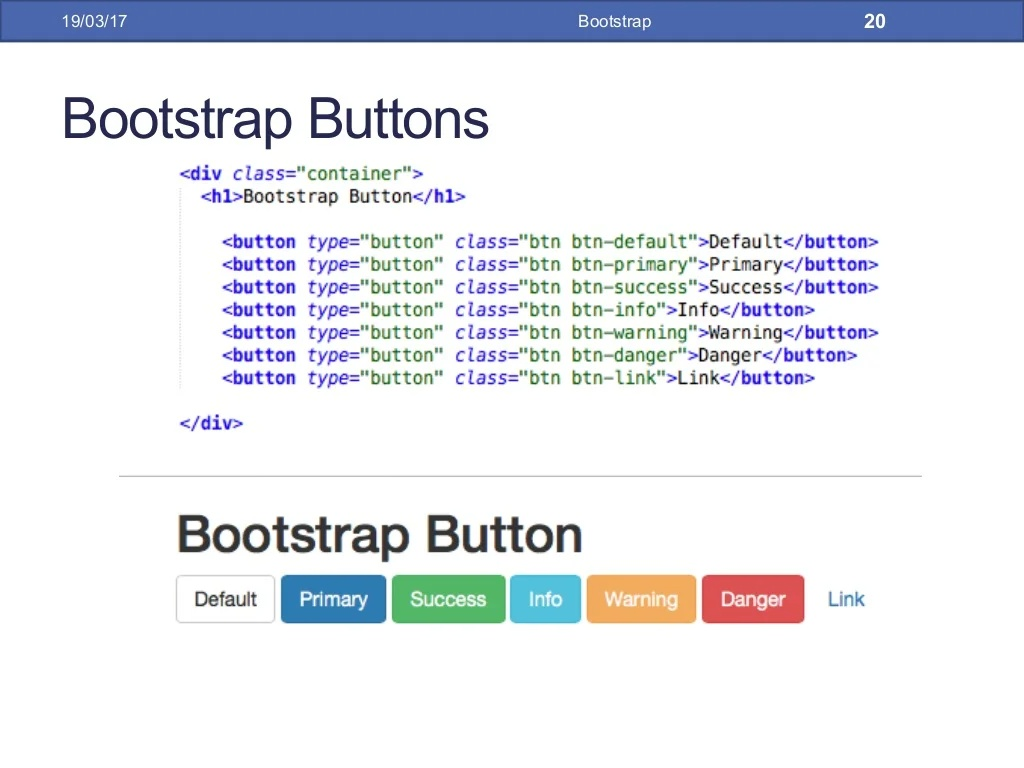 19/03/17 Bootstrap 20
Bootstrap Buttons
<div class="container">
<h1>Bootstrap Button</h1>
<button type="button" class="btn btn-default">Default</button>
<button type="button" class="btn btn-primary">Primary</button>
<button type="button" class="btn btn-success">Success</button>
<button type="button" class="btn btn-info">Info</button>
<button type="button" class="btn btn-warning">Warning</button>
<button type="button" class="btn btn-danger">Danger</button>
<button type="button" class="btn btn-link">Link</button>
</div>
Bootstrap Button
Default Primary Success Info Warning Danger Link